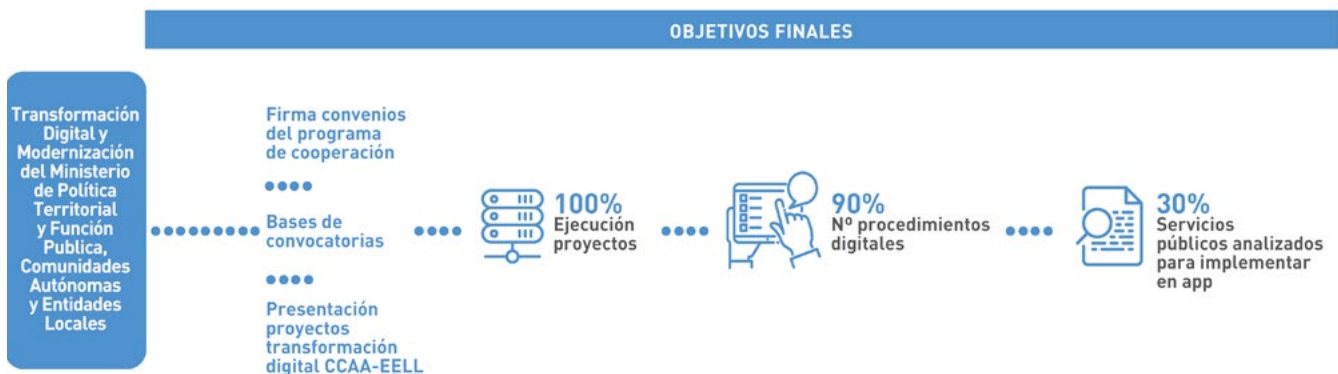 OBJETIVOS FINALES
Transformación
Digital y
Modernización
del Ministerio
de Política
Territorial
y Función
Publica,
Comunidades
Autónomas
y Entidades
Locales
Firma convenios
del programa
de cooperación
Bases de
convocatorias
Presentación
proyectos
transformación
digital CCAA-EELL
100%
Ejecución
proyectos
90%
Nº procedimientos
digitales
30%
Servicios
públicos analizados
para implementar
en app